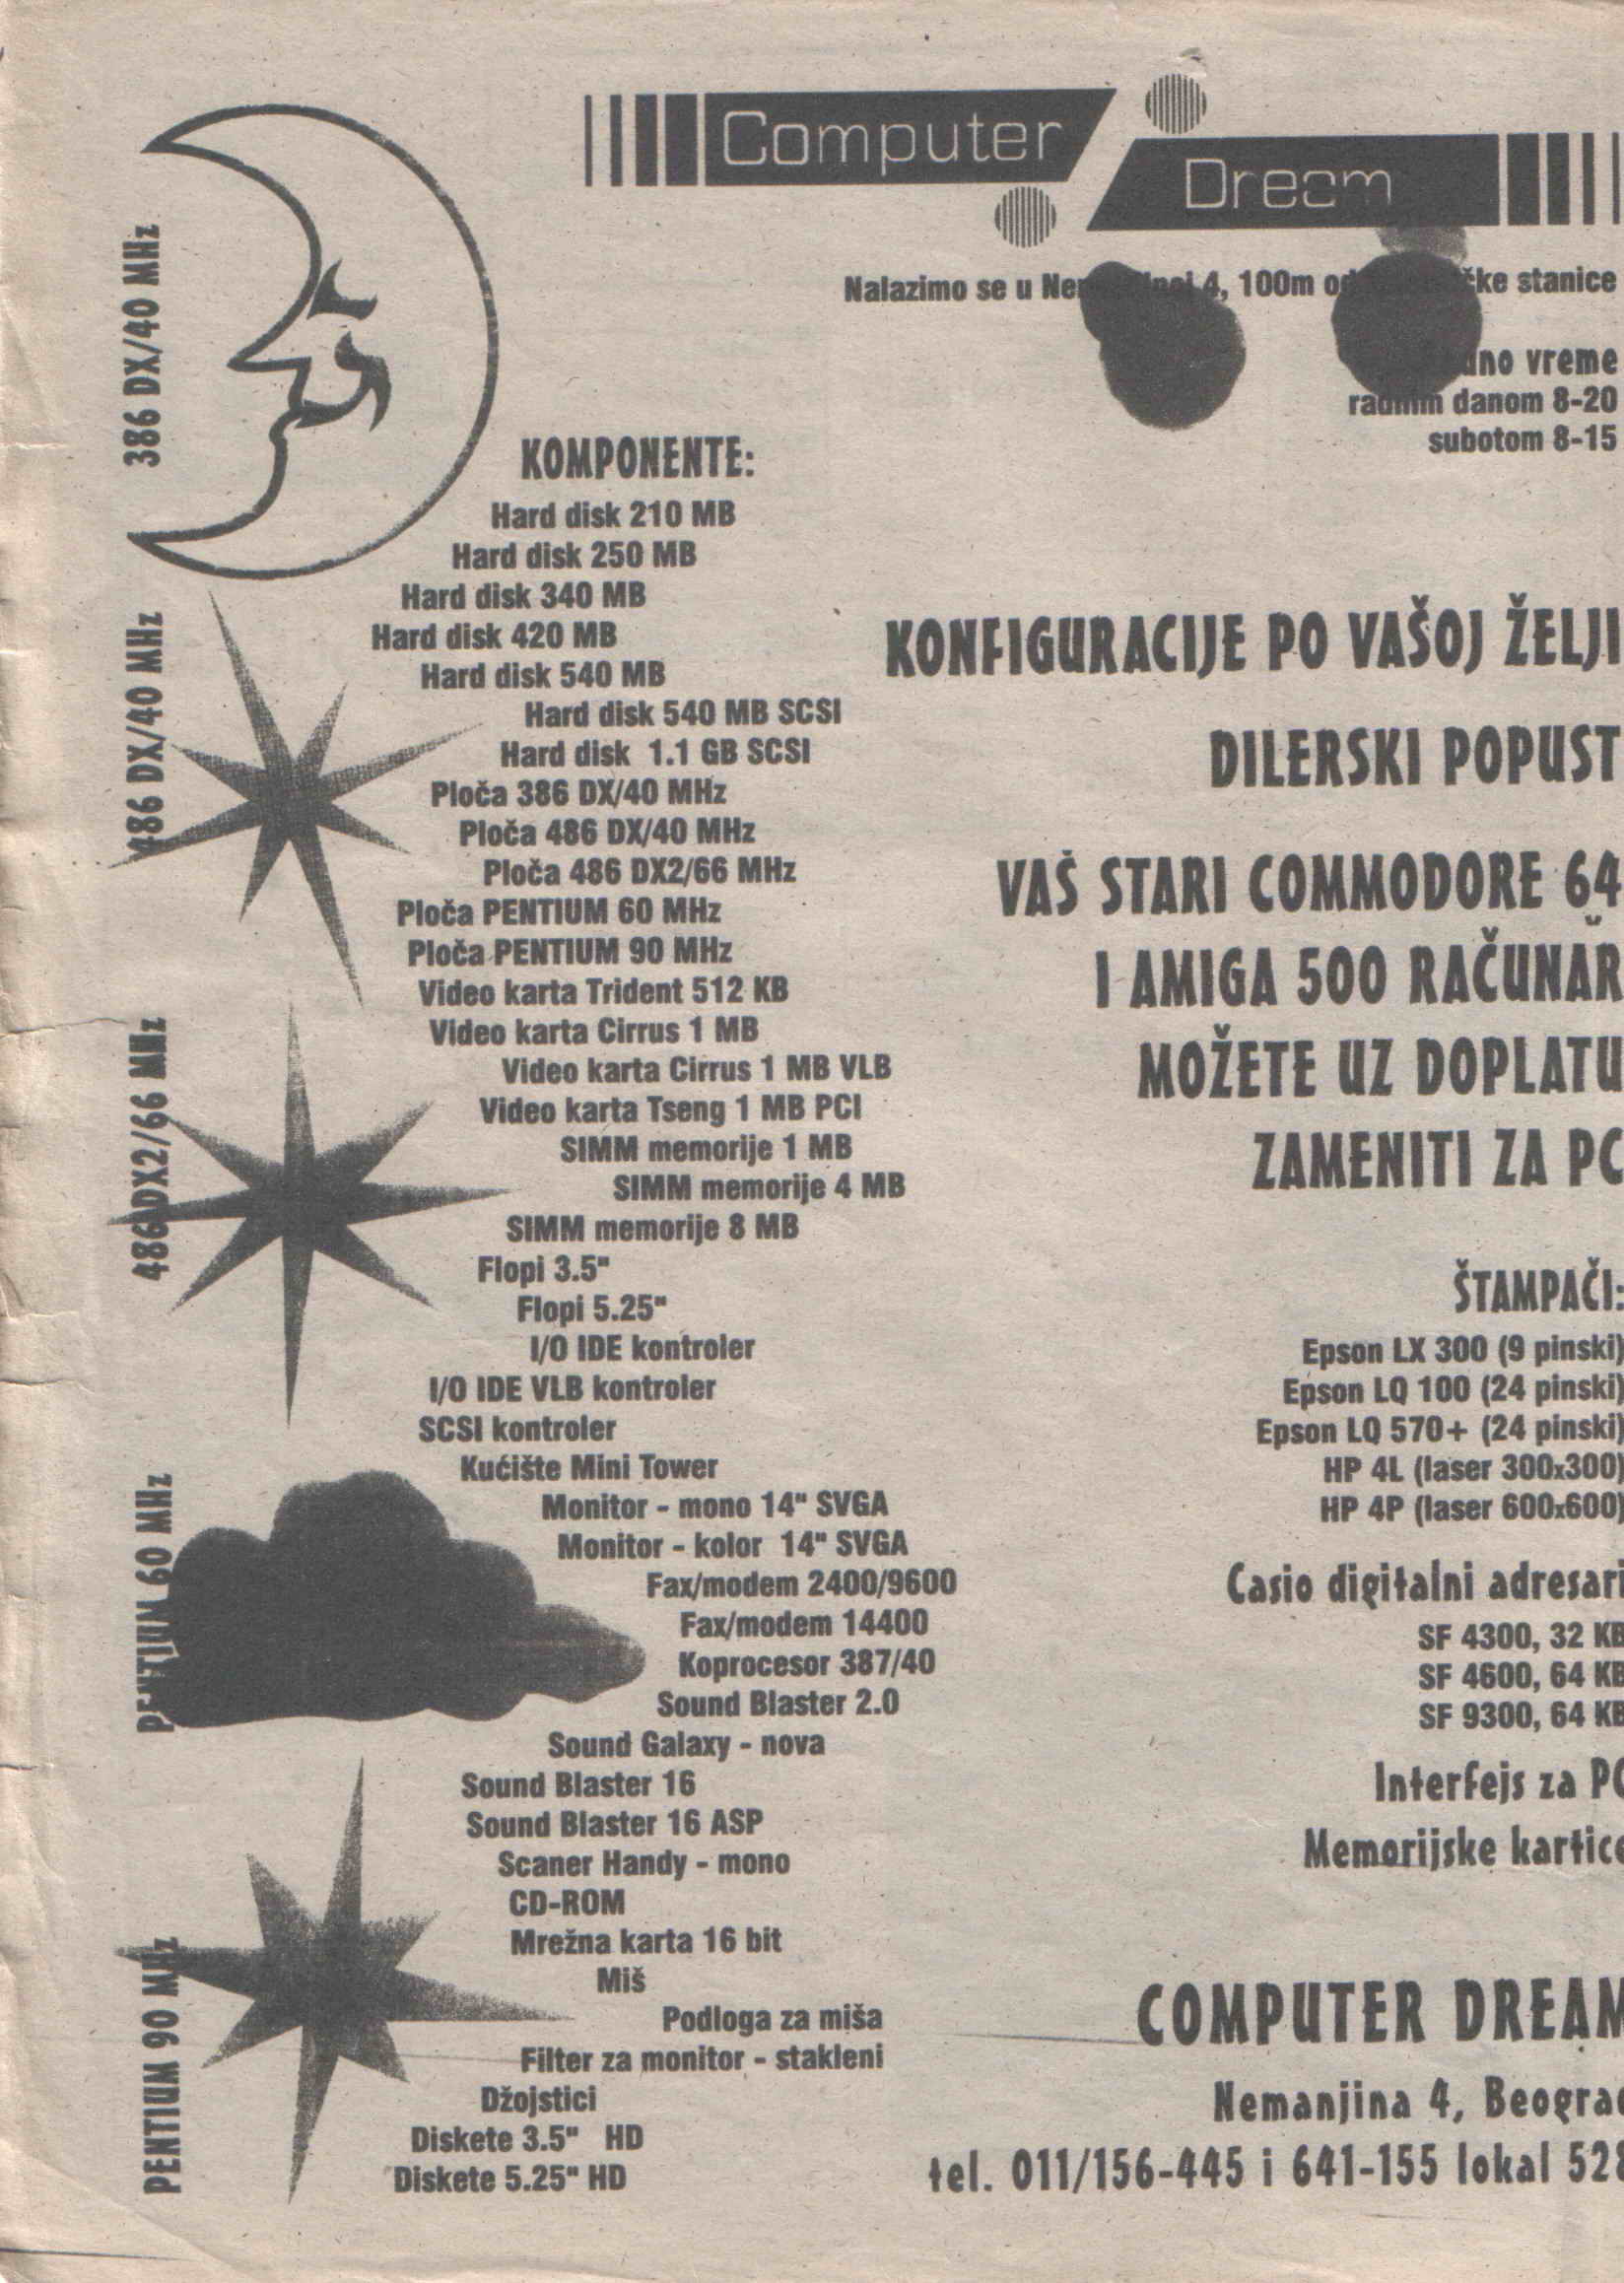 Computer
Dream
Nalazimo se u 4, 100m stanice
vreme
radnim danom 8-20
subotom 8-15
386 DX/40 MHz
486 DX/40 MHz
486 DX2/66 MHz
PENTIUM 60 MHz
PENTIUM 90 MHz
KOMPONENTE:
Hard disk 210 MB
Hard disk 250 MB
Hard disk 340 MB
Hard disk 420 MB
Hard disk 540 MB
Hard disk 540 MB SCSI
Hard disk 1.1 GB SCSI
Ploča 386 DX/40 MHz
Ploča 486 DX/40 MHz
Ploča 486 DX2/66 MHz
Ploča PENTIUM 60 MHz
Ploča PENTIUM 90 MHz
Video karta Trident 512 KB
Video karta Cirrus 1 MB
Video karta Cirrus 1 MB VLB
Video karta Tseng 1 MB PCI
SIMM memorije 1 MB
SIMM memorije 4 MB
SIMM memorije 8 MB
Flopi 3.5"
Flopi 5.25"
I/O IDE kontroler
I/O IDE VLB kontroler
SCSI kontroler
Kućište Mini Tower
Monitor - mono 14" SVGA
Monitor - kolor 14" SVGA
Fax/modem 2400/9600
Fax/modem 14400
Koprocesor 387/40
Sound Blaster 2.0
Sound Galaxy - nova
Sound Blaster 16
Sound Blaster 16 ASP
Scaner Handy - mono
CD-ROM
Mrežna karta 16 bit
Miš
Podloga za miša
Filter za monitor - stakleni
Džojstici
Diskete 3.5" HD
Diskete 5.25" HD
KONFIGURACIJE PO VAŠOJ ŽELJI
DILERSKI POPUST
VAŠ STARI COMMODORE 64
I AMIGA 500 RAČUNAR
MOŽETE UZ DOPLATU
ZAMENITI ZA PC
ŠTAMPAČI:
Epson LX 300 (9 pinski)
Epson LQ 100 (24 pinski)
Epson LQ 570+ (24 pinski)
HP 4L (laser 300x300)
HP 4P (laser 600x600)
Casio digitalni adresari
SF 4300, 32 KB
SF 4600, 64 KB
SF 9300, 64 KB
Interfejs za PC
Memorijske kartice
COMPUTER DREAM
Nemanjina 4, Beograd
tel. 011/156-445 i 641-155 lokal 528